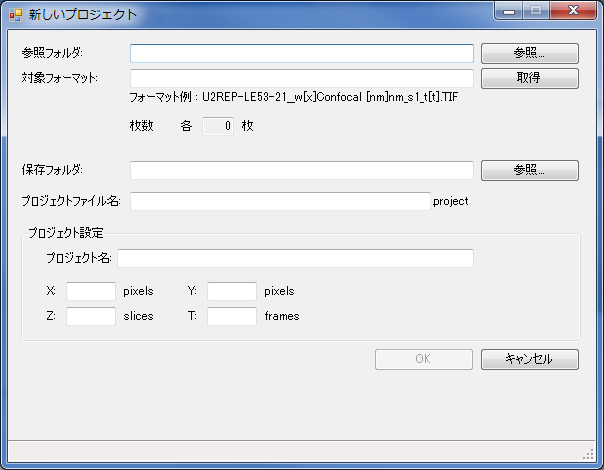 新しいプロジェクト
参照フォルダ: 参照...
対象フォーマット: 取得
フォーマット例 : U2REP-LE53-21_w[x]Confocal [nm]nm_s1_t[t].TIF
枚数 各 0 枚
保存フォルダ: 参照...
プロジェクトファイル名: .project
プロジェクト設定
プロジェクト名:
X: pixels Y: pixels
Z: slices T: frames
OK キャンセル